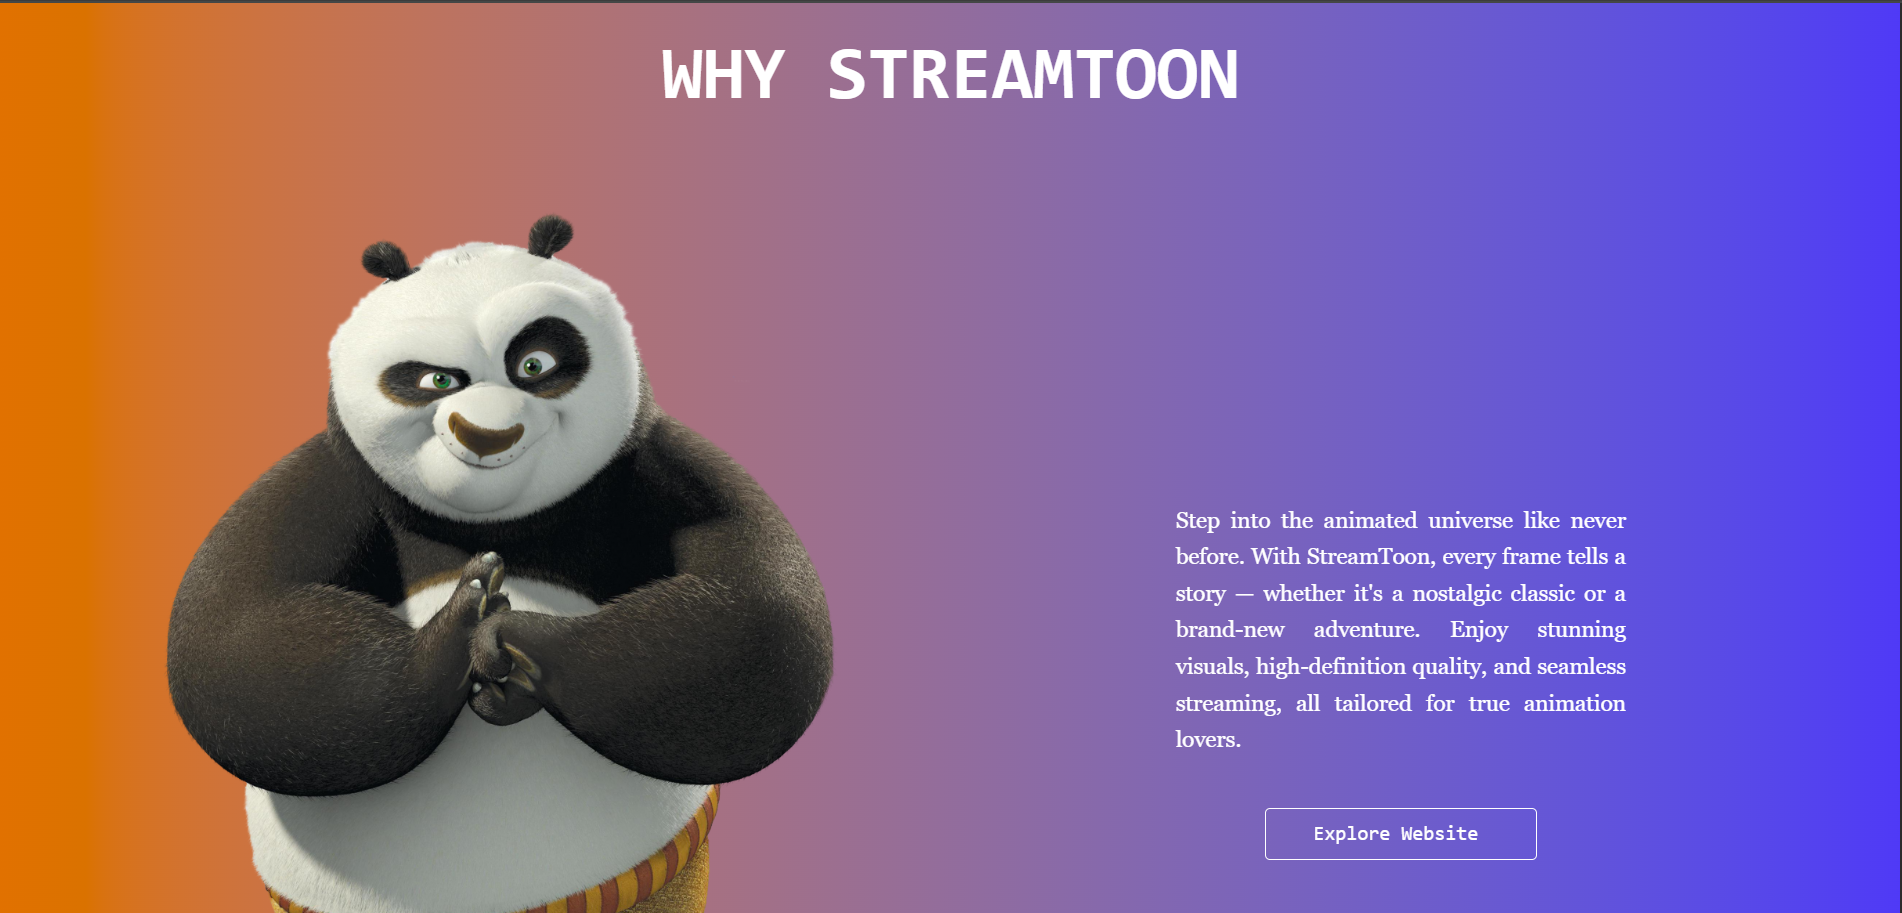 WHY STREAMTOON
Step into the animated universe like never
before. With StreamToon, every frame tells a
story — whether it's a nostalgic classic or a
brand-new adventure. Enjoy stunning
visuals, high-definition quality, and seamless
streaming, all tailored for true animation
lovers.
Explore Website